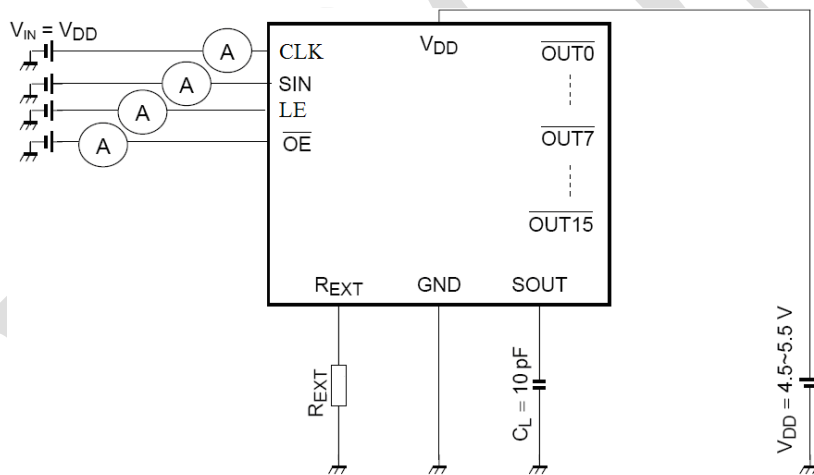 V_IN = V_DD
A
CLK
A
SIN
A
LE
A
OE
V_DD
OUT0
OUT7
OUT15
R_EXT
GND
SOUT
R_EXT
C_L = 10 pF
V_DD = 4.5~5.5 V